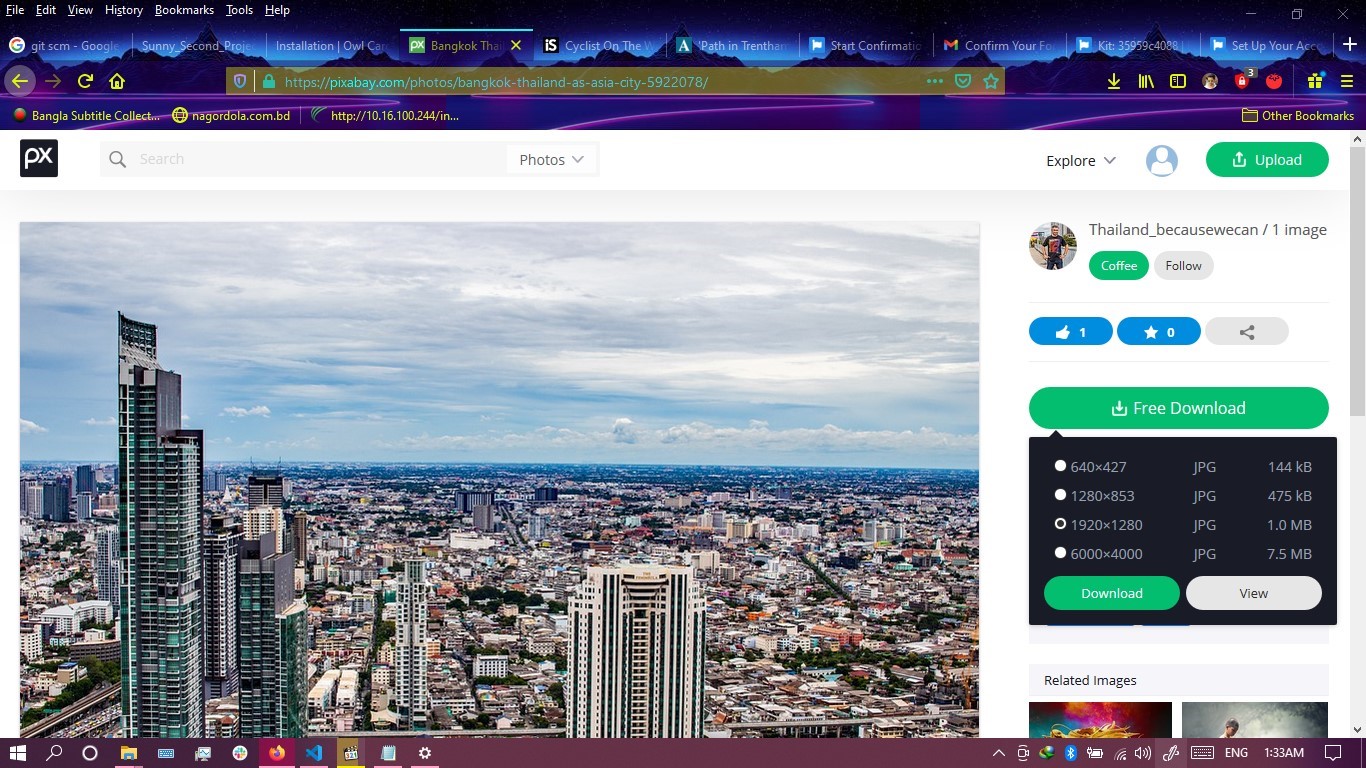 File Edit View History Bookmarks Tools Help
git scm - Google
Sunny_Second_Proje
Installation | Owl Car
Bangkok Thai
Cyclist On The W
'Path in Trenthar
Start Confirmatio
Confirm Your Fo
Kit: 35959c4088 |
Set Up Your Acc
https://pixabay.com/photos/bangkok-thailand-as-asia-city-5922078/
3
Bangla Subtitle Collect...
nagordola.com.bd
http://10.16.100.244/in...
Other Bookmarks
px
Search
Photos
Explore
Upload
Thailand_becausewecan / 1 image
Coffee
Follow
1
0
Free Download
640×427 JPG 144 kB
1280×853 JPG 475 kB
1920×1280 JPG 1.0 MB
6000×4000 JPG 7.5 MB
Download
View
Related Images
ENG
1:33AM